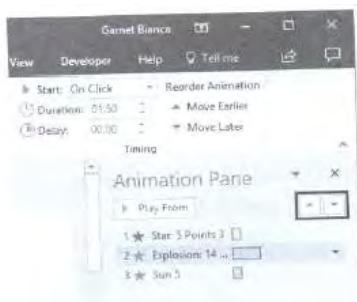 Garnet Bianca
View Developer Help Tell me
Start: On Click Reorder Animation
Duration: 01.50 Move Earlier
Delay: 00.00 Move Later
Timing
Animation Pane
Play From
1 Star: 5 Points 3
2 Explosion: 14 ...
3 Sun 5